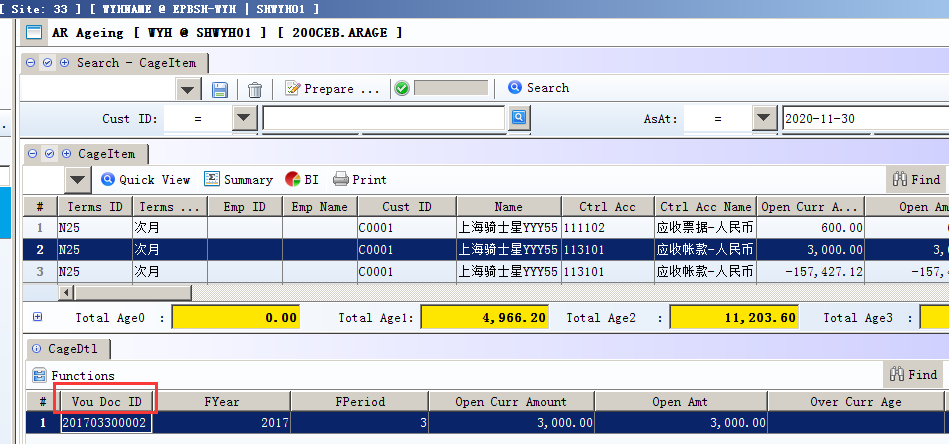 [ Site: 33 ] [ WYHNAME @ EPBSH-WYH | SHWYH01 ]
AR Ageing [ WYH @ SHWYH01 ] [ 200CEB.ARAGE ]
Search - CageItem
Prepare ... Search
Cust ID: = AsAt: = 2020-11-30
CageItem
Quick View Summary BI Print Find
# Terms ID Terms ... Emp ID Emp Name Cust ID Name Ctrl Acc Ctrl Acc Name Open Curr A... Open Am
1 N25 次月 C0001 上海骑士星YYY55 111102 应收票据-人民币 600.00
2 N25 次月 C0001 上海骑士星YYY55 113101 应收帐款-人民币 3,000.00 3,0
3 N25 次月 C0001 上海骑士星YYY55 113101 应收帐款-人民币 -157,427.12 -157,4
Total Age0 : 0.00 Total Age1: 4,966.20 Total Age2 : 11,203.60 Total Age3 :
CageDtl
Functions Find
# Vou Doc ID FYear FPeriod Open Curr Amount Open Amt Over Curr Age
1 201703300002 2017 3 3,000.00 3,000.00